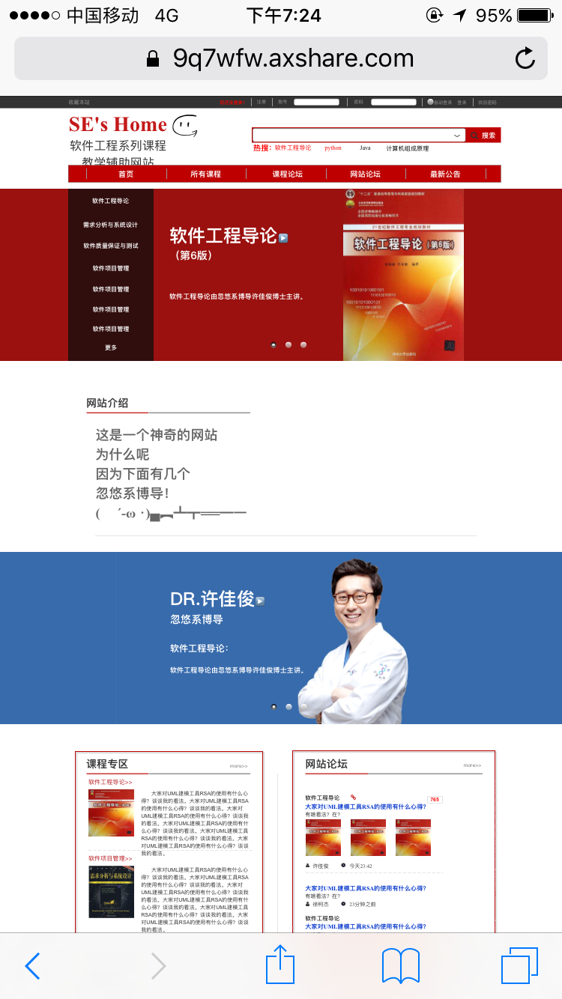 中国移动 4G 下午7:24 95%
9q7wfw.axshare.com
收藏本站 注册 账号 密码 自动登录 登录 找回密码
SE's Home
软件工程系列课程
教学辅助网站
搜索
热搜： 软件工程导论 python Java 计算机组成原理
首页 所有课程 课程论坛 网站论坛 最新公告
软件工程导论
需求分析与系统设计
软件质量保证与测试
软件项目管理
软件项目管理
软件项目管理
软件项目管理
更多
软件工程导论
（第6版）
软件工程导论由忽悠系博导许佳俊博士主讲。
21世纪软件工程专业规划教材
软件工程导论（第6版）
10010101000101
网站介绍
这是一个神奇的网站
为什么呢
因为下面有几个
忽悠系博导！
( ´-ω ･)▄︻┻┳══━一
DR.许佳俊
忽悠系博导
软件工程导论：
软件工程导论由忽悠系博导许佳俊博士主讲。
课程专区 more>>
软件工程导论>>
大家对UML建模工具RSA的使用有什么心
得？谈谈我的看法。大家对UML建模工具RSA
的使用有什么心得？谈谈我的看法。大家对
UML建模工具RSA的使用有什么心得？谈谈我
的看法。大家对UML建模工具RSA的使用有什
么心得？谈谈我的看法。大家对UML建模工具
RSA的使用有什么心得？谈谈我的看法。大家
对UML建模工具RSA的使用有什么心得？谈谈
我的看法。
软件项目管理>>
需求分析与系统设计
大家对UML建模工具RSA的使用有什么心
得？谈谈我的看法。大家对UML建模工具RSA
的使用有什么心得？谈谈我的看法。大家对
UML建模工具RSA的使用有什么心得？谈谈我
的看法。大家对UML建模工具RSA的使用有什
么心得？谈谈我的看法。大家对UML建模工具
RSA的使用有什么心得？谈谈我的看法。大家
对UML建模工具RSA的使用有什么心得？谈谈
我的看法。
网站论坛 more>>
软件工程导论 765
大家对UML建模工具RSA的使用有什么心得？
有啥看法？在？
许佳俊 今天23:42
大家对UML建模工具RSA的使用有什么心得？
有啥看法？在？
徐柯杰 23分钟之前
软件工程导论
大家对UML建模工具RSA的使用有什么心得？